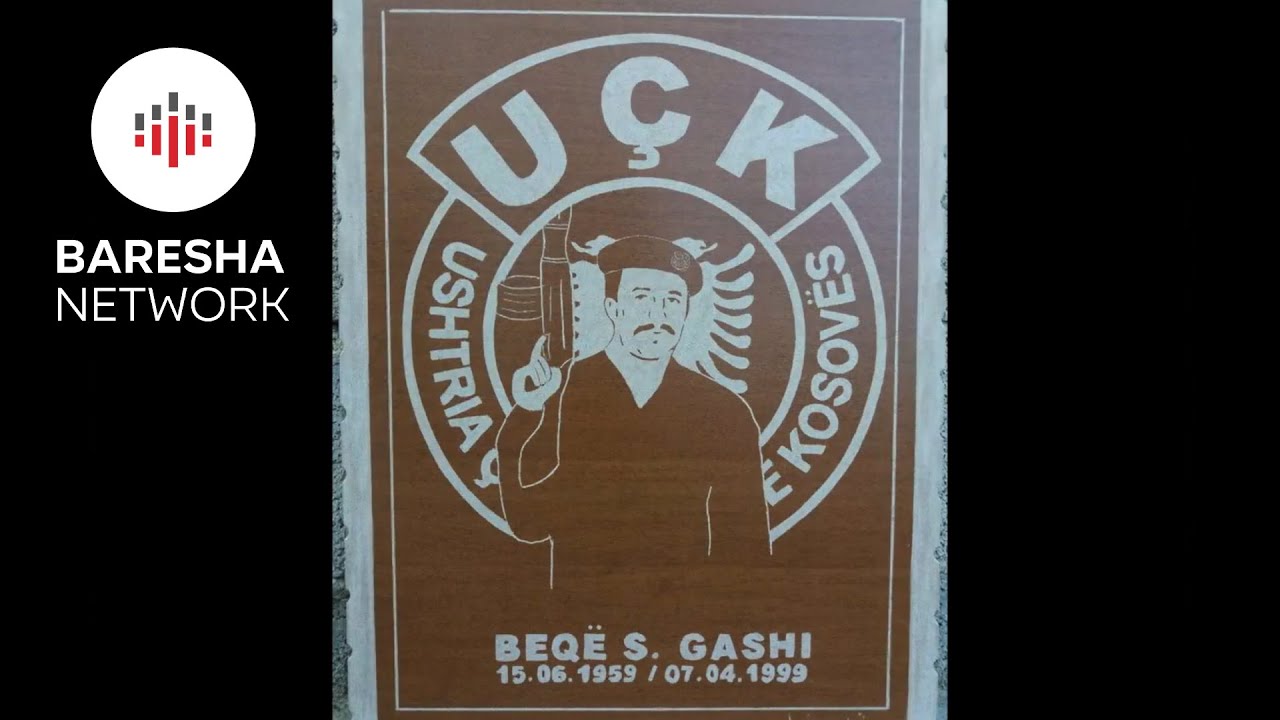 BARESHA
NETWORK
UÇK
USHTRIA Ç
E KOSOVËS
BEQË S. GASHI
15.06.1959 / 07.04.1999